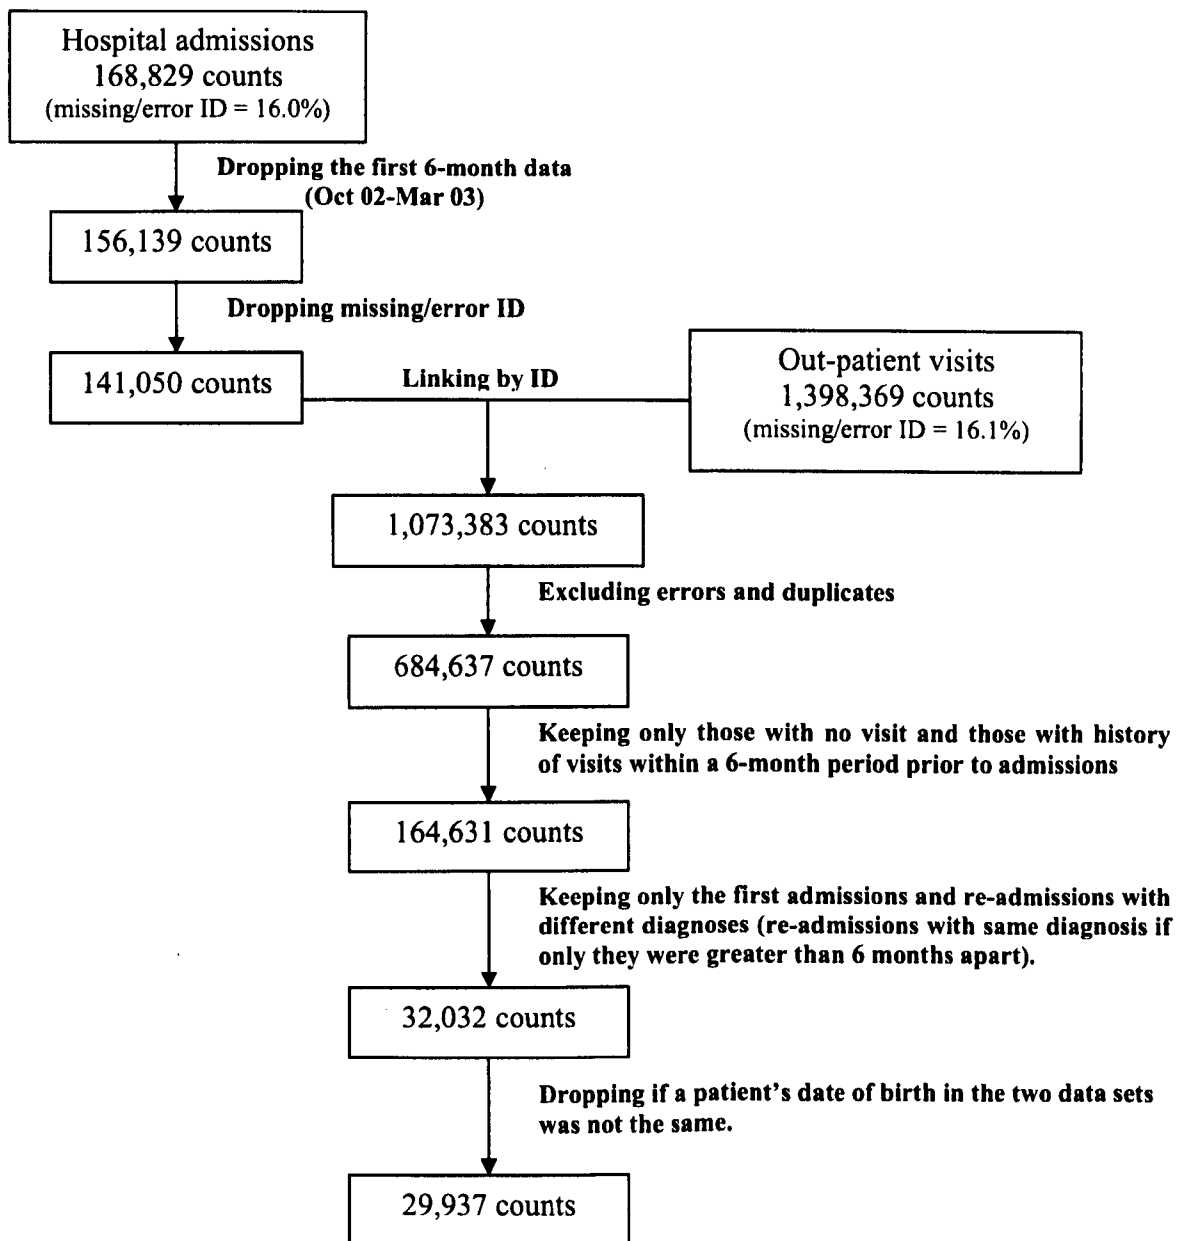 Hospital admissions
168,829 counts
(missing/error ID = 16.0%)
Dropping the first 6-month data
(Oct 02-Mar 03)
156,139 counts
Dropping missing/error ID
141,050 counts
Linking by ID
Out-patient visits
1,398,369 counts
(missing/error ID = 16.1%)
1,073,383 counts
Excluding errors and duplicates
684,637 counts
Keeping only those with no visit and those with history
of visits within a 6-month period prior to admissions
164,631 counts
Keeping only the first admissions and re-admissions with
different diagnoses (re-admissions with same diagnosis if
only they were greater than 6 months apart).
32,032 counts
Dropping if a patient's date of birth in the two data sets
was not the same.
29,937 counts